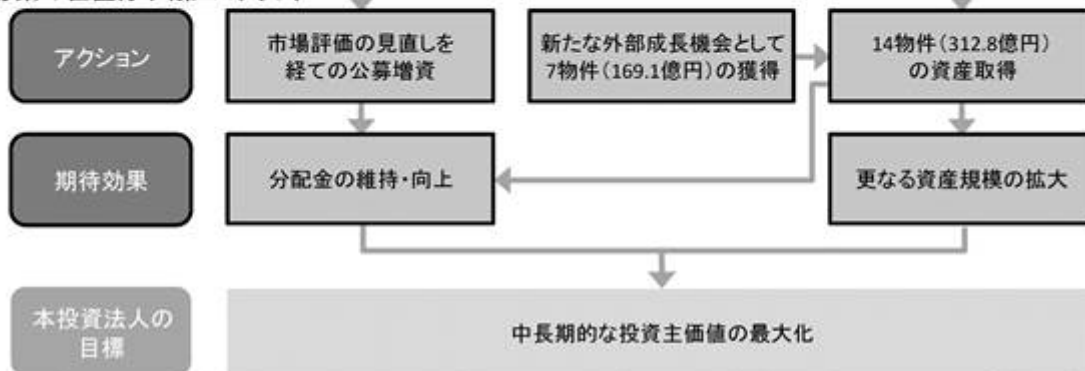 アクション
市場評価の見直しを
経ての公募増資
新たな外部成長機会として
7物件(169.1億円)の獲得
14物件(312.8億円)
の資産取得
期待効果
分配金の維持・向上
更なる資産規模の拡大
本投資法人の
目標
中長期的な投資主価値の最大化